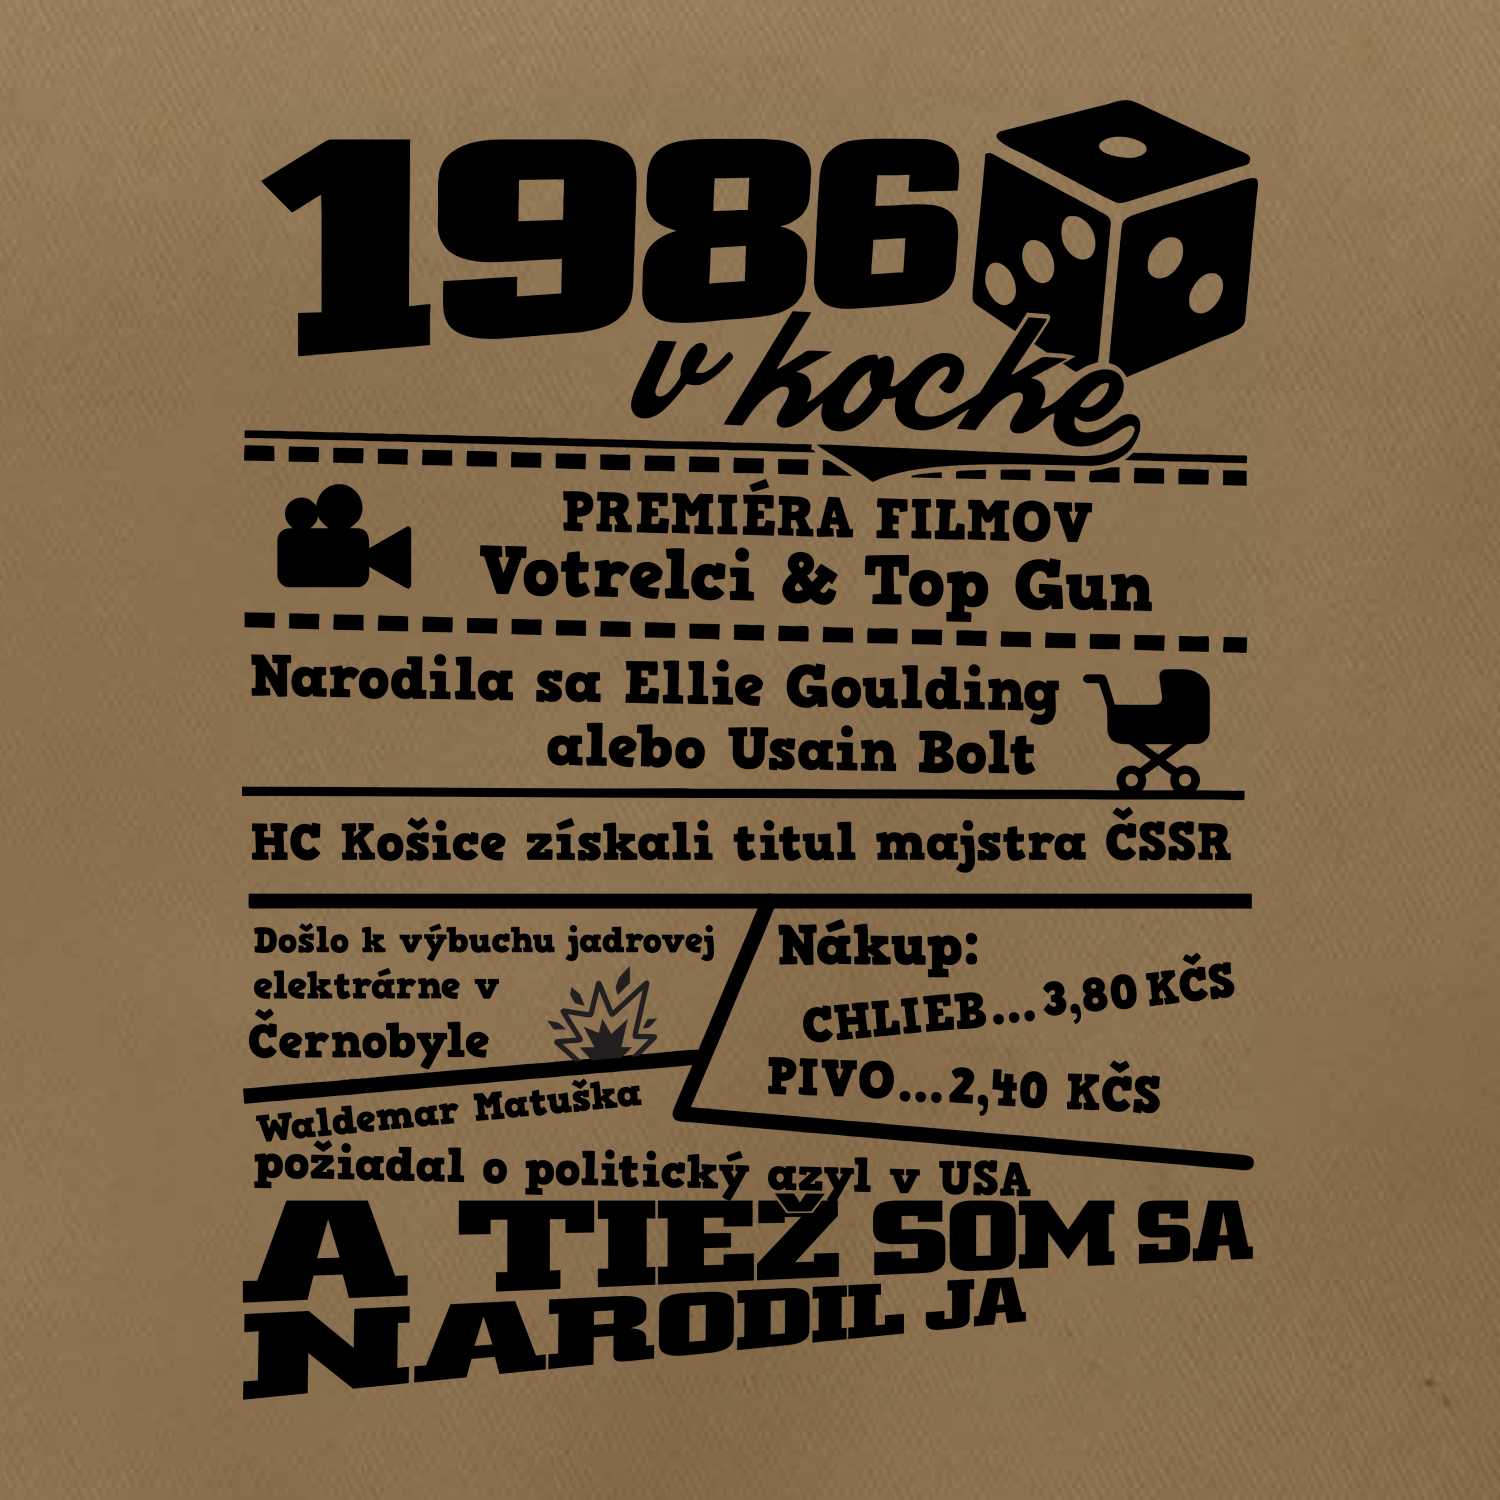 1986
v kocke
PREMIÉRA FILMOV
Votrelci & Top Gun
Narodila sa Ellie Goulding
alebo Usain Bolt
HC Košice získali titul majstra ČSSR
Došlo k výbuchu jadrovej
elektrárne v
Černobyle
Nákup:
CHLIEB...3,80 KČS
PIVO...2,40 KČS
Waldemar Matuška
požiadal o politický azyl v USA
A TIEŽ SOM SA
NARODIL JA